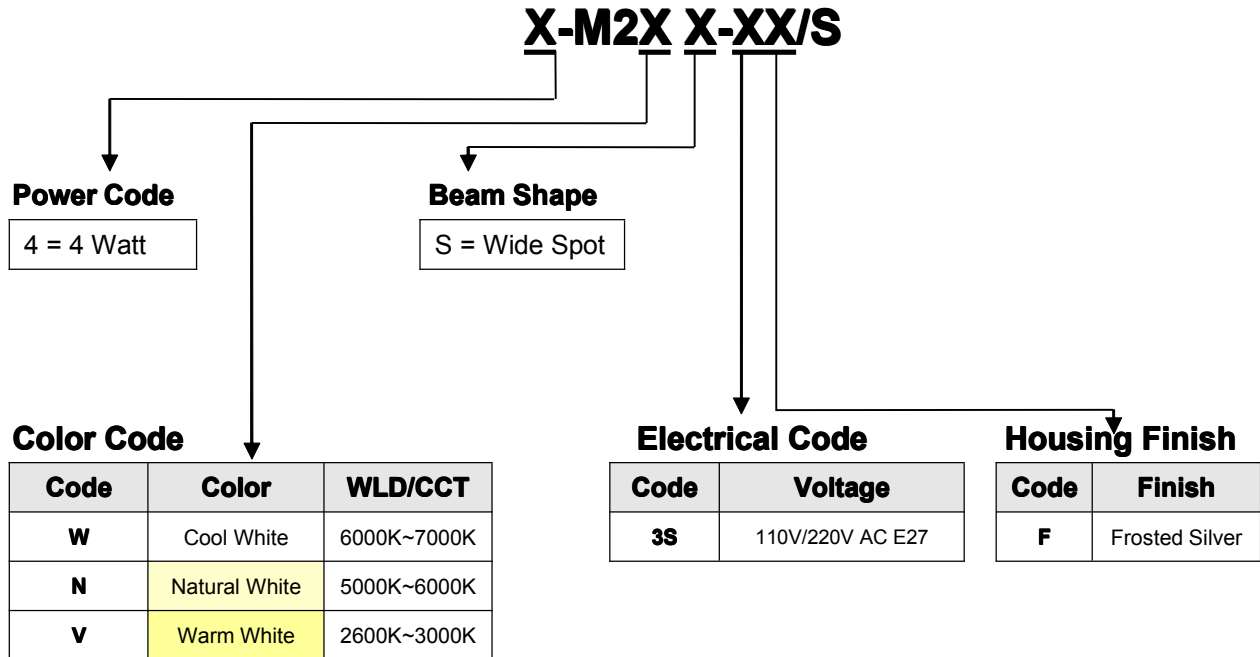 X-M2X X-XX/S
Power Code
4 = 4 Watt
Beam Shape
S = Wide Spot
Color Code
Code Color WLD/CCT
W Cool White 6000K~7000K
N Natural White 5000K~6000K
V Warm White 2600K~3000K
Electrical Code
Code Voltage
3S 110V/220V AC E27
Housing Finish
Code Finish
F Frosted Silver